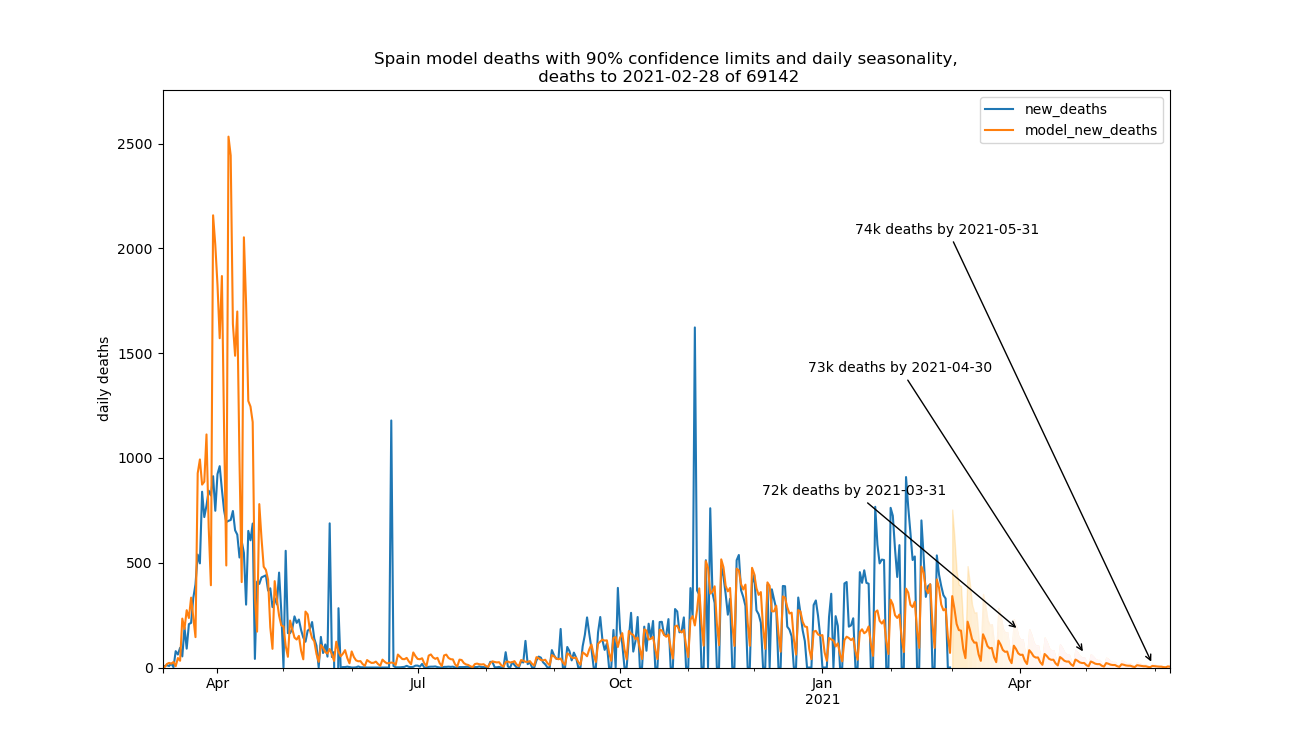 Spain model deaths with 90% confidence limits and daily seasonality,
deaths to 2021-02-28 of 69142
new_deaths
model_new_deaths
daily deaths
2500
2000
1500
1000
500
0
74k deaths by 2021-05-31
73k deaths by 2021-04-30
72k deaths by 2021-03-31
Apr
Jul
Oct
Jan
2021
Apr